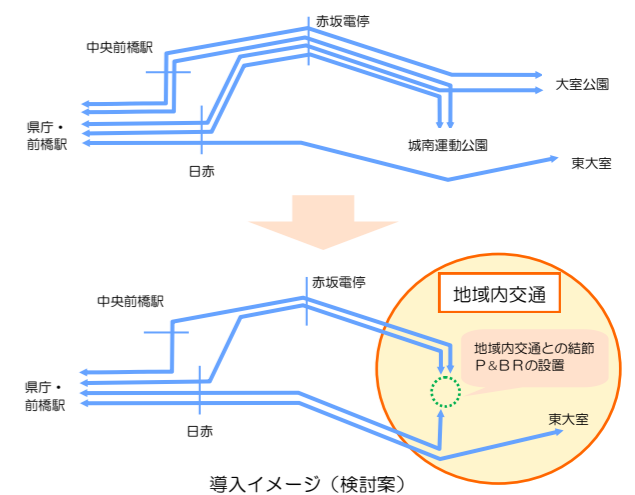 赤坂電停
中央前橋駅
大室公園
県庁・
前橋駅
城南運動公園
東大室
日赤
赤坂電停
地域内交通
中央前橋駅
地域内交通との結節
P&BRの設置
県庁・
前橋駅
東大室
日赤
導入イメージ（検討案）